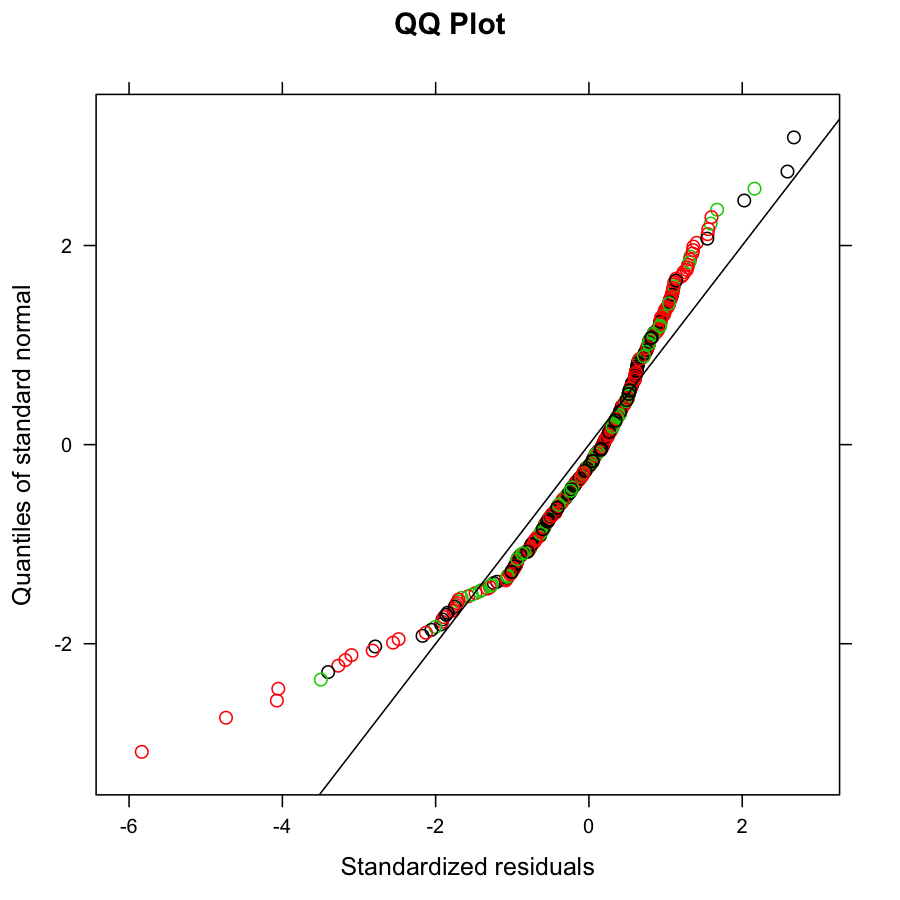 QQ Plot
Quantiles of standard normal
2
0
-2
-6 -4 -2 0 2
Standardized residuals